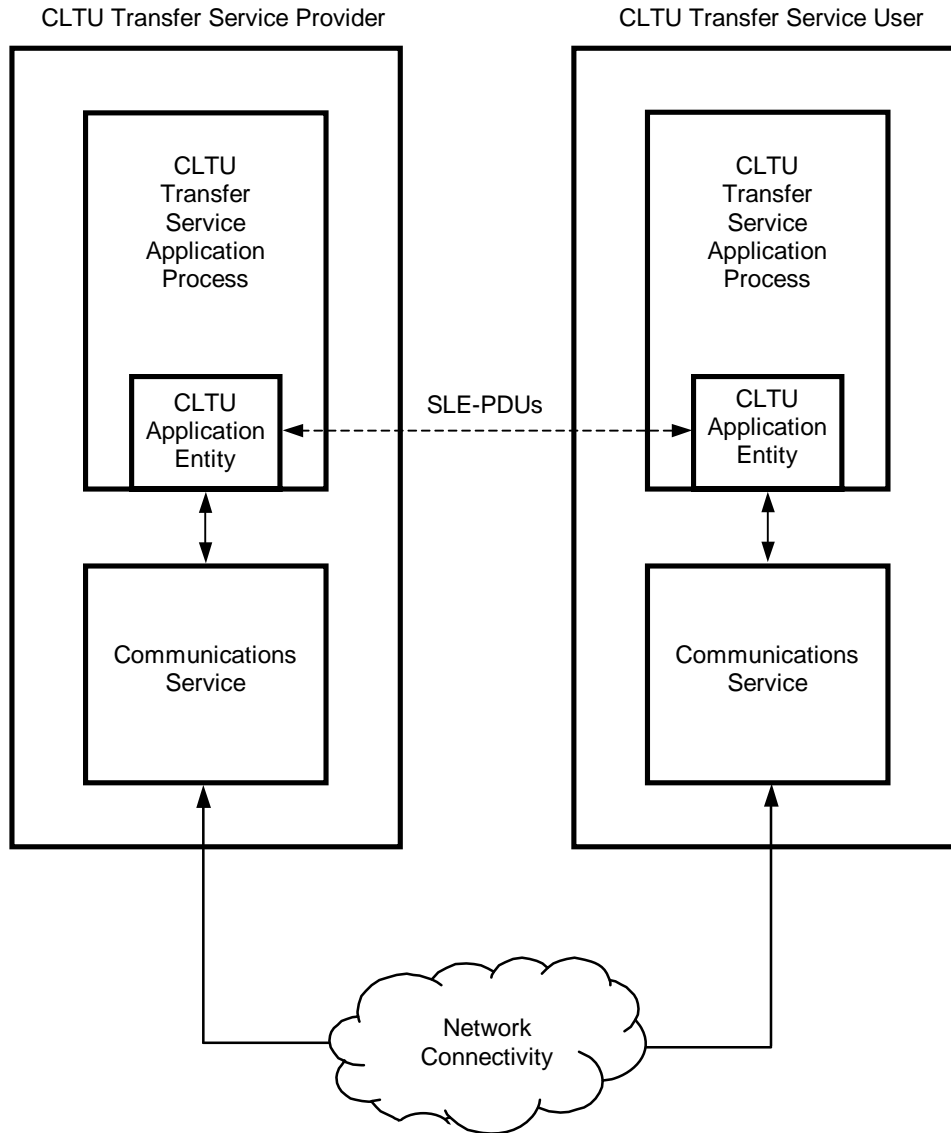 CLTU Transfer Service Provider
CLTU Transfer Service User
CLTU
Transfer
Service
Application
Process
CLTU
Transfer
Service
Application
Process
CLTU
Application
Entity
SLE-PDUs
CLTU
Application
Entity
Communications
Service
Communications
Service
Network
Connectivity